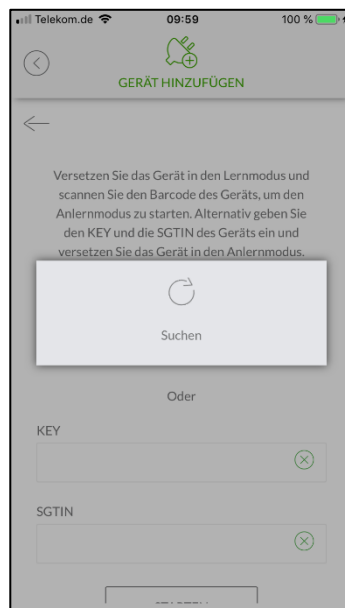 Telekom.de 09:59 100 %
GERÄT HINZUFÜGEN
Versetzen Sie das Gerät in den Lernmodus und
scannen Sie den Barcode des Geräts, um den
Anlernmodus zu starten. Alternativ geben Sie
den KEY und die SGTIN des Geräts ein und
versetzen Sie das Gerät in den Anlernmodus.
Suchen
Oder
KEY
SGTIN